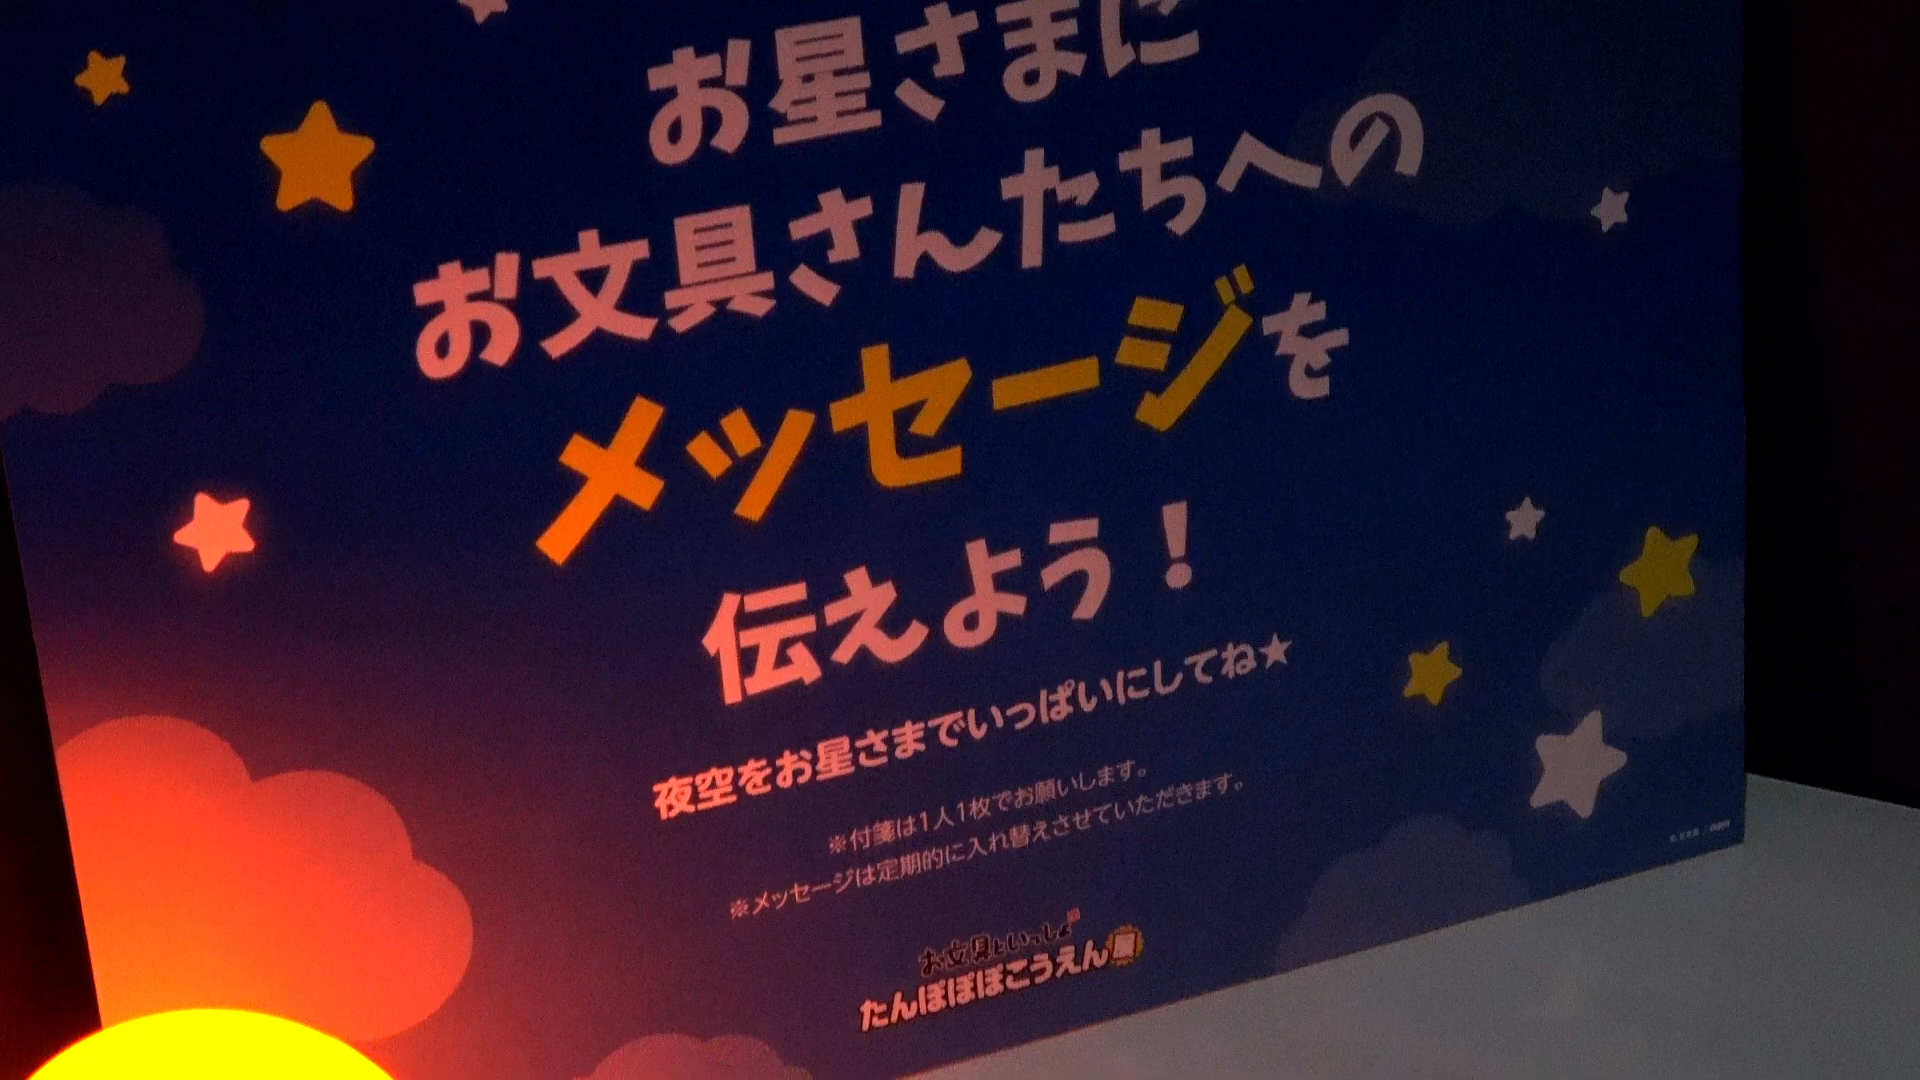 お星さまに
お文具さんたちへの
メッセージを
伝えよう！
夜空をお星さまでいっぱいにしてね★
※付箋は1人1枚でお願いします。
※メッセージは定期的に入れ替えさせていただきます。
お文具といっしょ
たんぽぽぽこうえん展